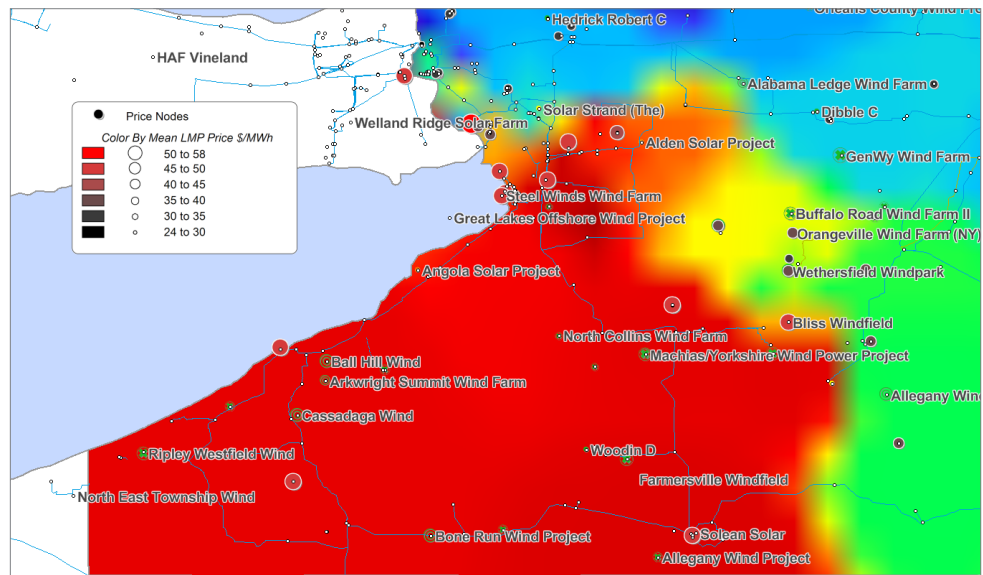 Hedrick Robert C
Orleans County Wind Pro
HAF Vineland
Alabama Ledge Wind Farm
Price Nodes
Solar Strand (The)
Dibble C
Welland Ridge Solar Farm
Color By Mean LMP Price $/MWh
Alden Solar Project
50 to 58
GenWy Wind Farm
45 to 50
40 to 45
35 to 40
30 to 35
24 to 30
Steel Winds Wind Farm
Great Lakes Offshore Wind Project
Buffalo Road Wind Farm II
Orangeville Wind Farm (NY)
Angola Solar Project
Wethersfield Windpark
Bliss Windfield
North Collins Wind Farm
Machias/Yorkshire Wind Power Project
Ball Hill Wind
Arkwright Summit Wind Farm
Allegany Win
Cassadaga Wind
Ripley Westfield Wind
Woodin D
Farmersville Windfield
North East Township Wind
Bone Run Wind Project
Solean Solar
Allegany Wind Project